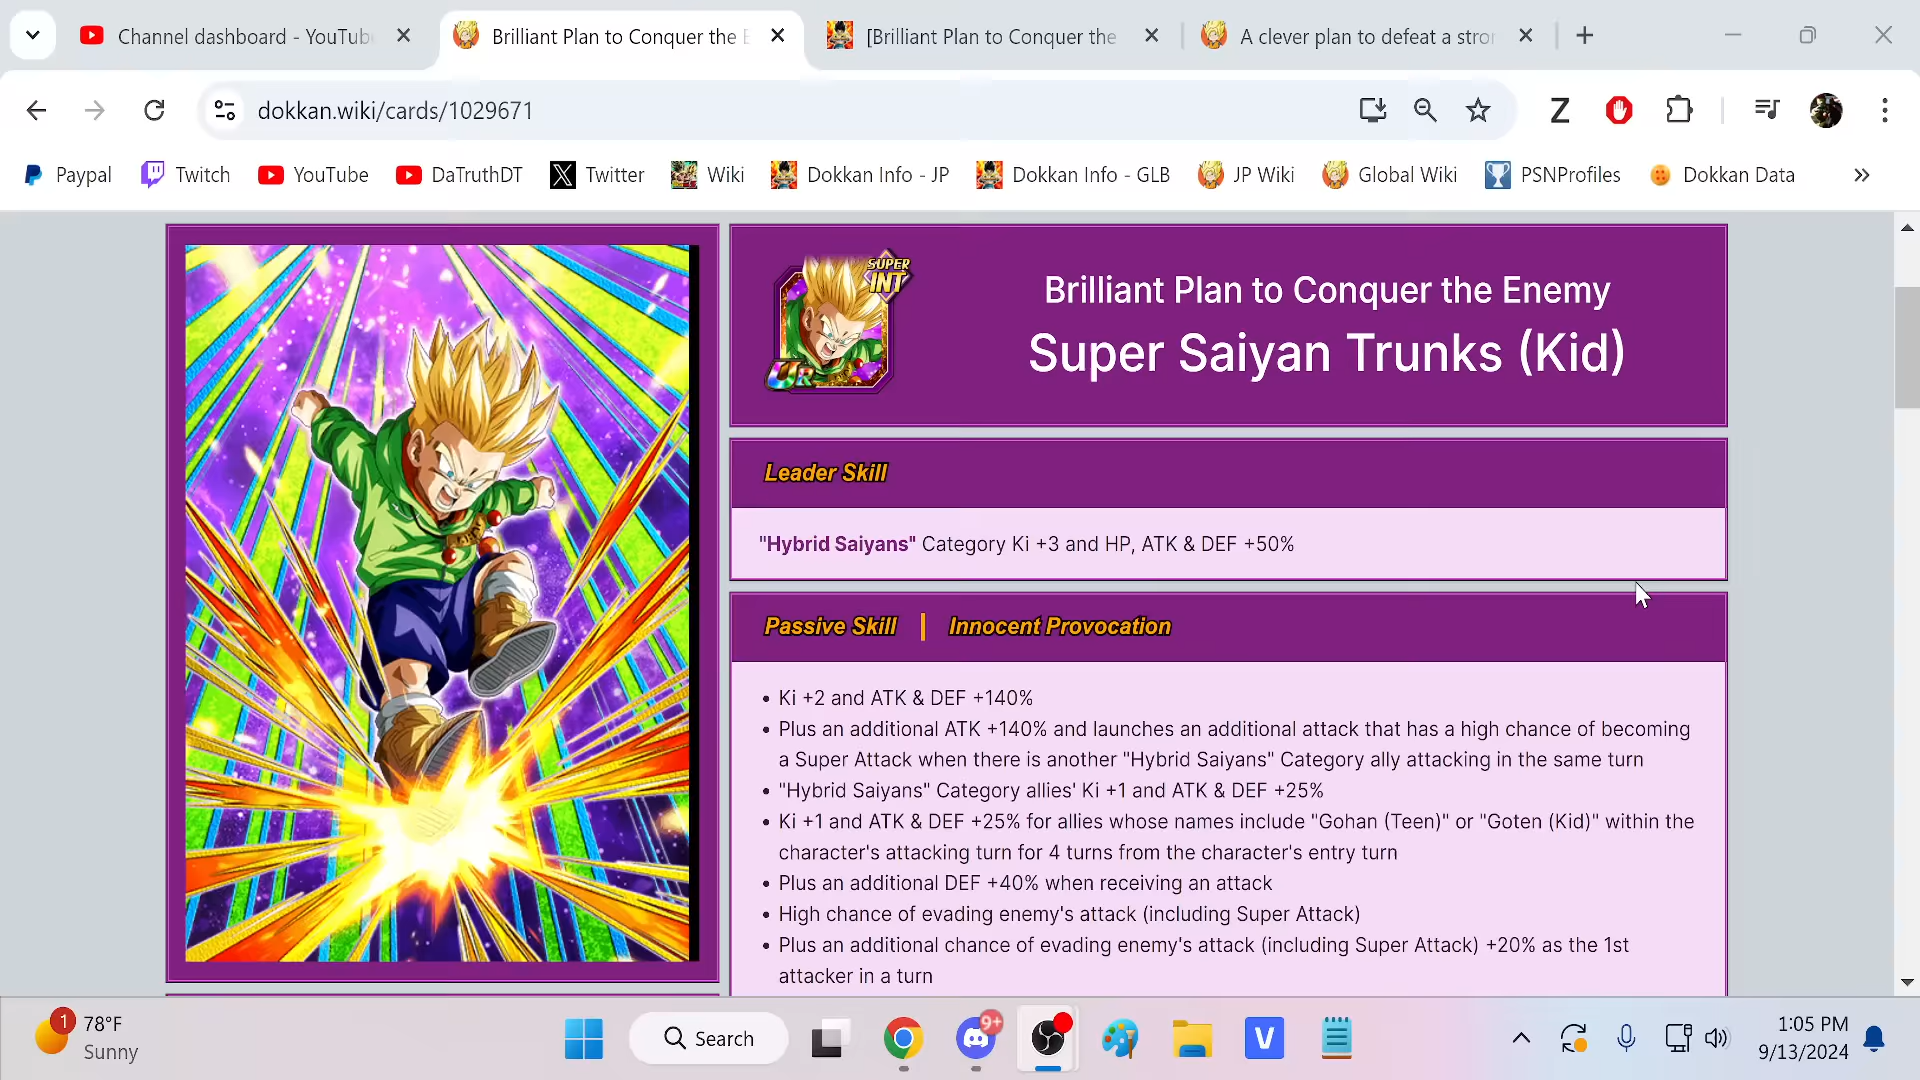 Channel dashboard - YouTub
Brilliant Plan to Conquer the E
[Brilliant Plan to Conquer the
A clever plan to defeat a stror
dokkan.wiki/cards/1029671
Z
Paypal
Twitch
YouTube
DaTruthDT
Twitter
Wiki
Dokkan Info - JP
Dokkan Info - GLB
JP Wiki
Global Wiki
PSNProfiles
Dokkan Data
SUPER
INT
UR
Brilliant Plan to Conquer the Enemy
Super Saiyan Trunks (Kid)
Leader Skill
"Hybrid Saiyans" Category Ki +3 and HP, ATK & DEF +50%
Passive Skill | Innocent Provocation
• Ki +2 and ATK & DEF +140%
• Plus an additional ATK +140% and launches an additional attack that has a high chance of becoming
a Super Attack when there is another "Hybrid Saiyans" Category ally attacking in the same turn
• "Hybrid Saiyans" Category allies' Ki +1 and ATK & DEF +25%
• Ki +1 and ATK & DEF +25% for allies whose names include "Gohan (Teen)" or "Goten (Kid)" within the
character's attacking turn for 4 turns from the character's entry turn
• Plus an additional DEF +40% when receiving an attack
• High chance of evading enemy's attack (including Super Attack)
• Plus an additional chance of evading enemy's attack (including Super Attack) +20% as the 1st
attacker in a turn
1
78°F
Sunny
Search
9+
V
1:05 PM
9/13/2024